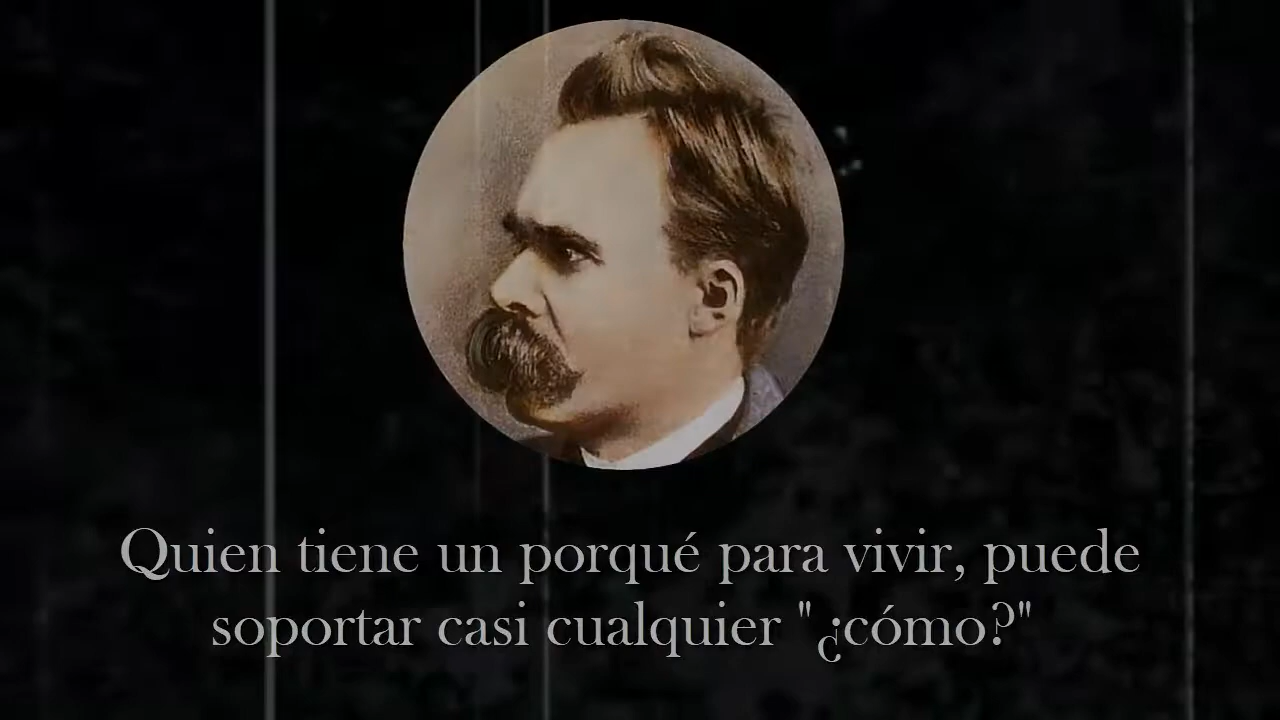 Quien tiene un porqué para vivir, puede
soportar casi cualquier "¿cómo?"